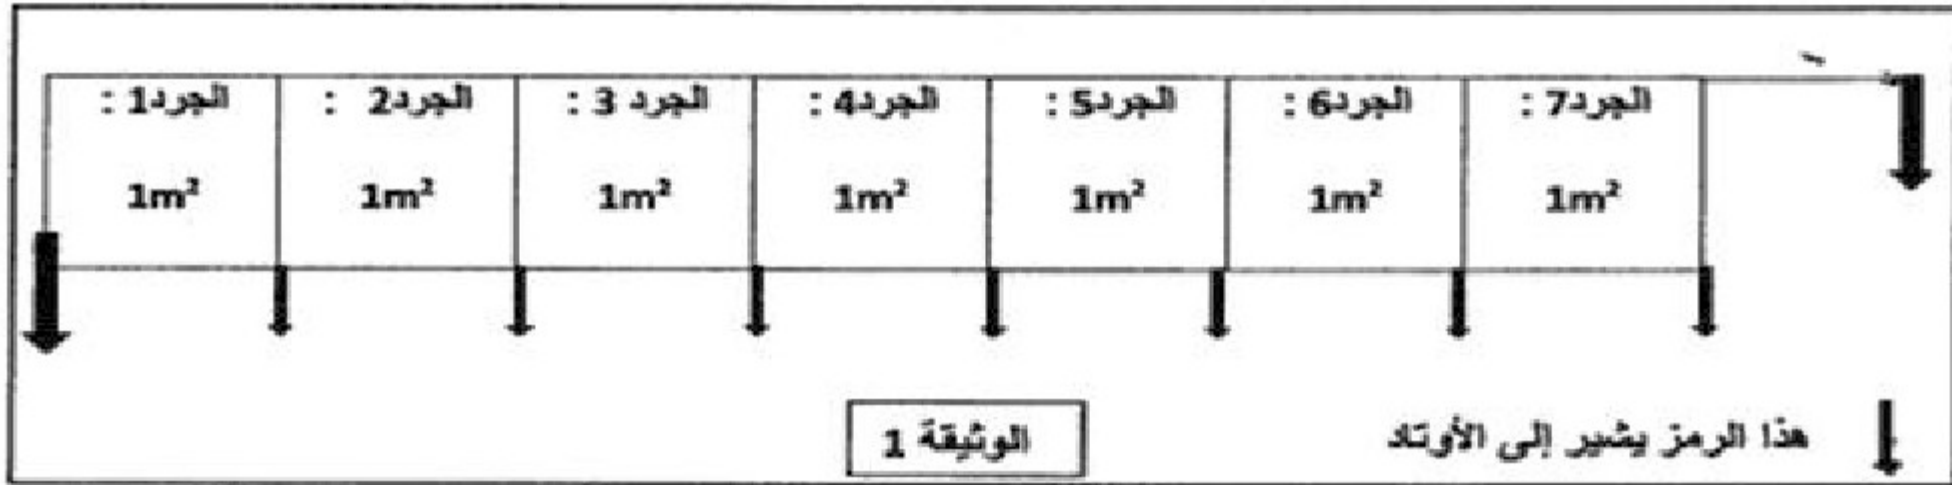 الجرد1 :
1m²
الجرد2 :
1m²
الجرد 3 :
1m²
الجرد4 :
1m²
الجرد5 :
1m²
الجرد6 :
1m²
الجرد7 :
1m²
هذا الرمز يشير إلى الأوتاد
الوثيقة 1